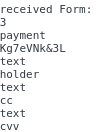 received Form:
3
payment
Kg7eVNk&3L
text
holder
text
cc
text
cvv